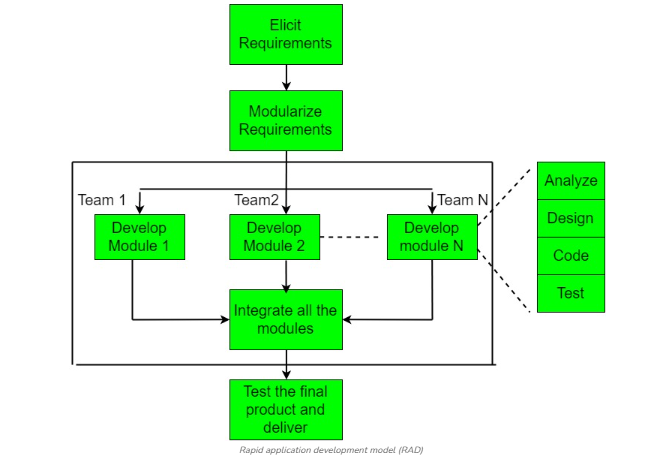 Elicit
Requirements
Modularize
Requirements
Team 1
Team2
Team N
Develop
Module 1
Develop
Module 2
Develop
module N
Analyze
Design
Code
Test
Integrate all the
modules
Test the final
product and
deliver
Rapid application development model (RAD)